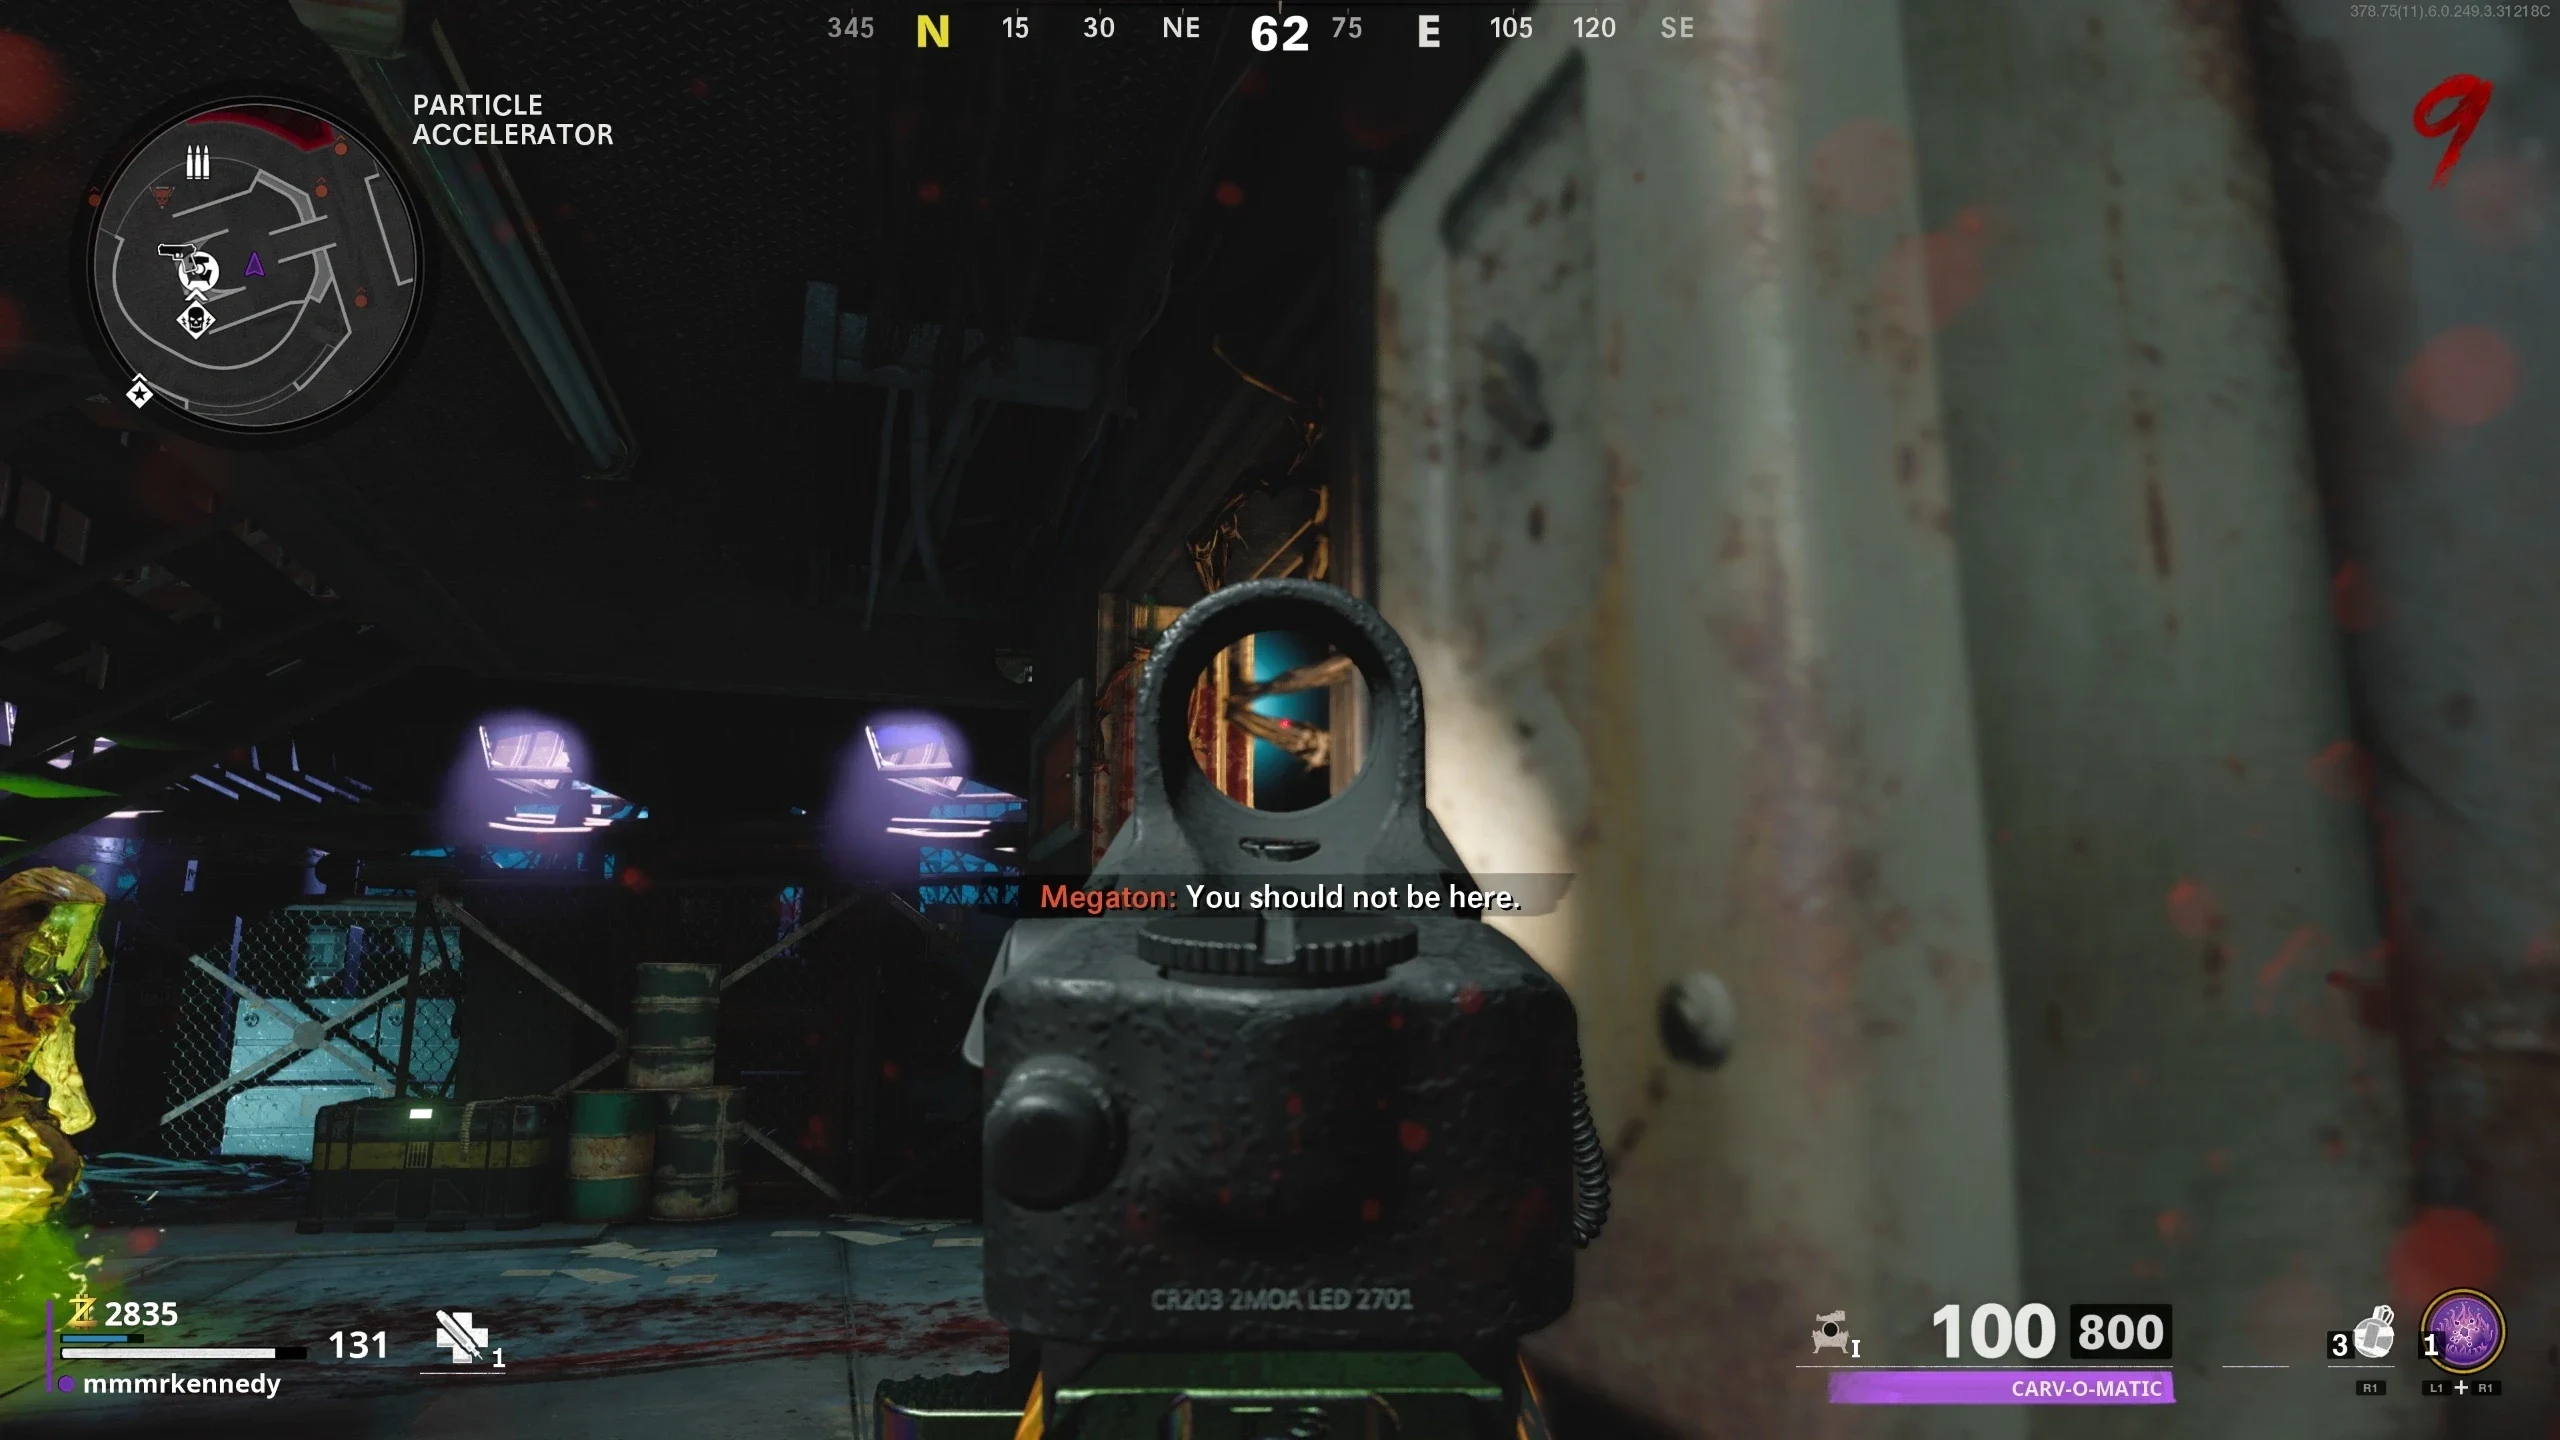 378.75(11).6.0.249.3.31218C
345 N 15 30 NE 62 75 E 105 120 SE
PARTICLE
ACCELERATOR
9
Megaton: You should not be here.
CR203 2MOA LED 2701
2835
131
1
mmmrkennedy
I
100 800
3
1
CARV-O-MATIC
R1
L1 + R1